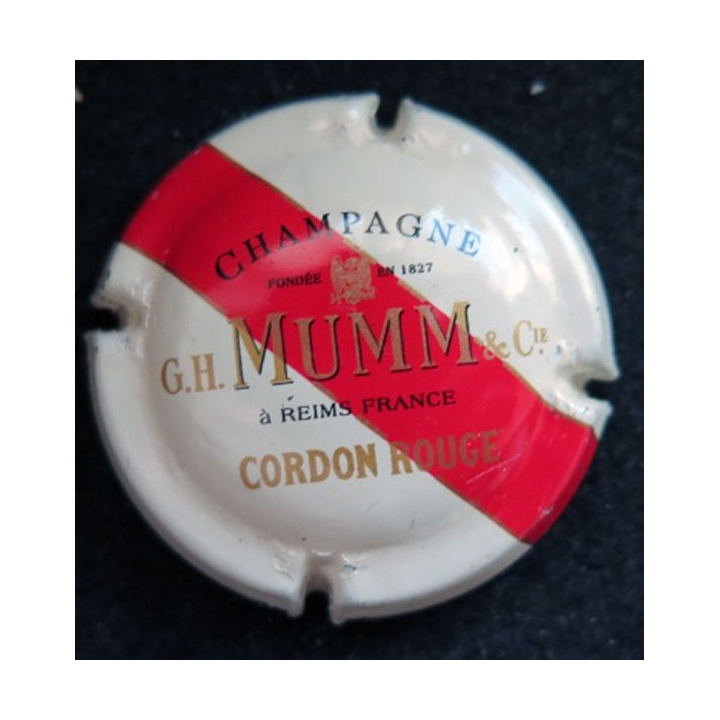 CHAMPAGNE
FONDÉE EN 1827
G.H. MUMM & CIE.
à REIMS FRANCE
CORDON ROUGE